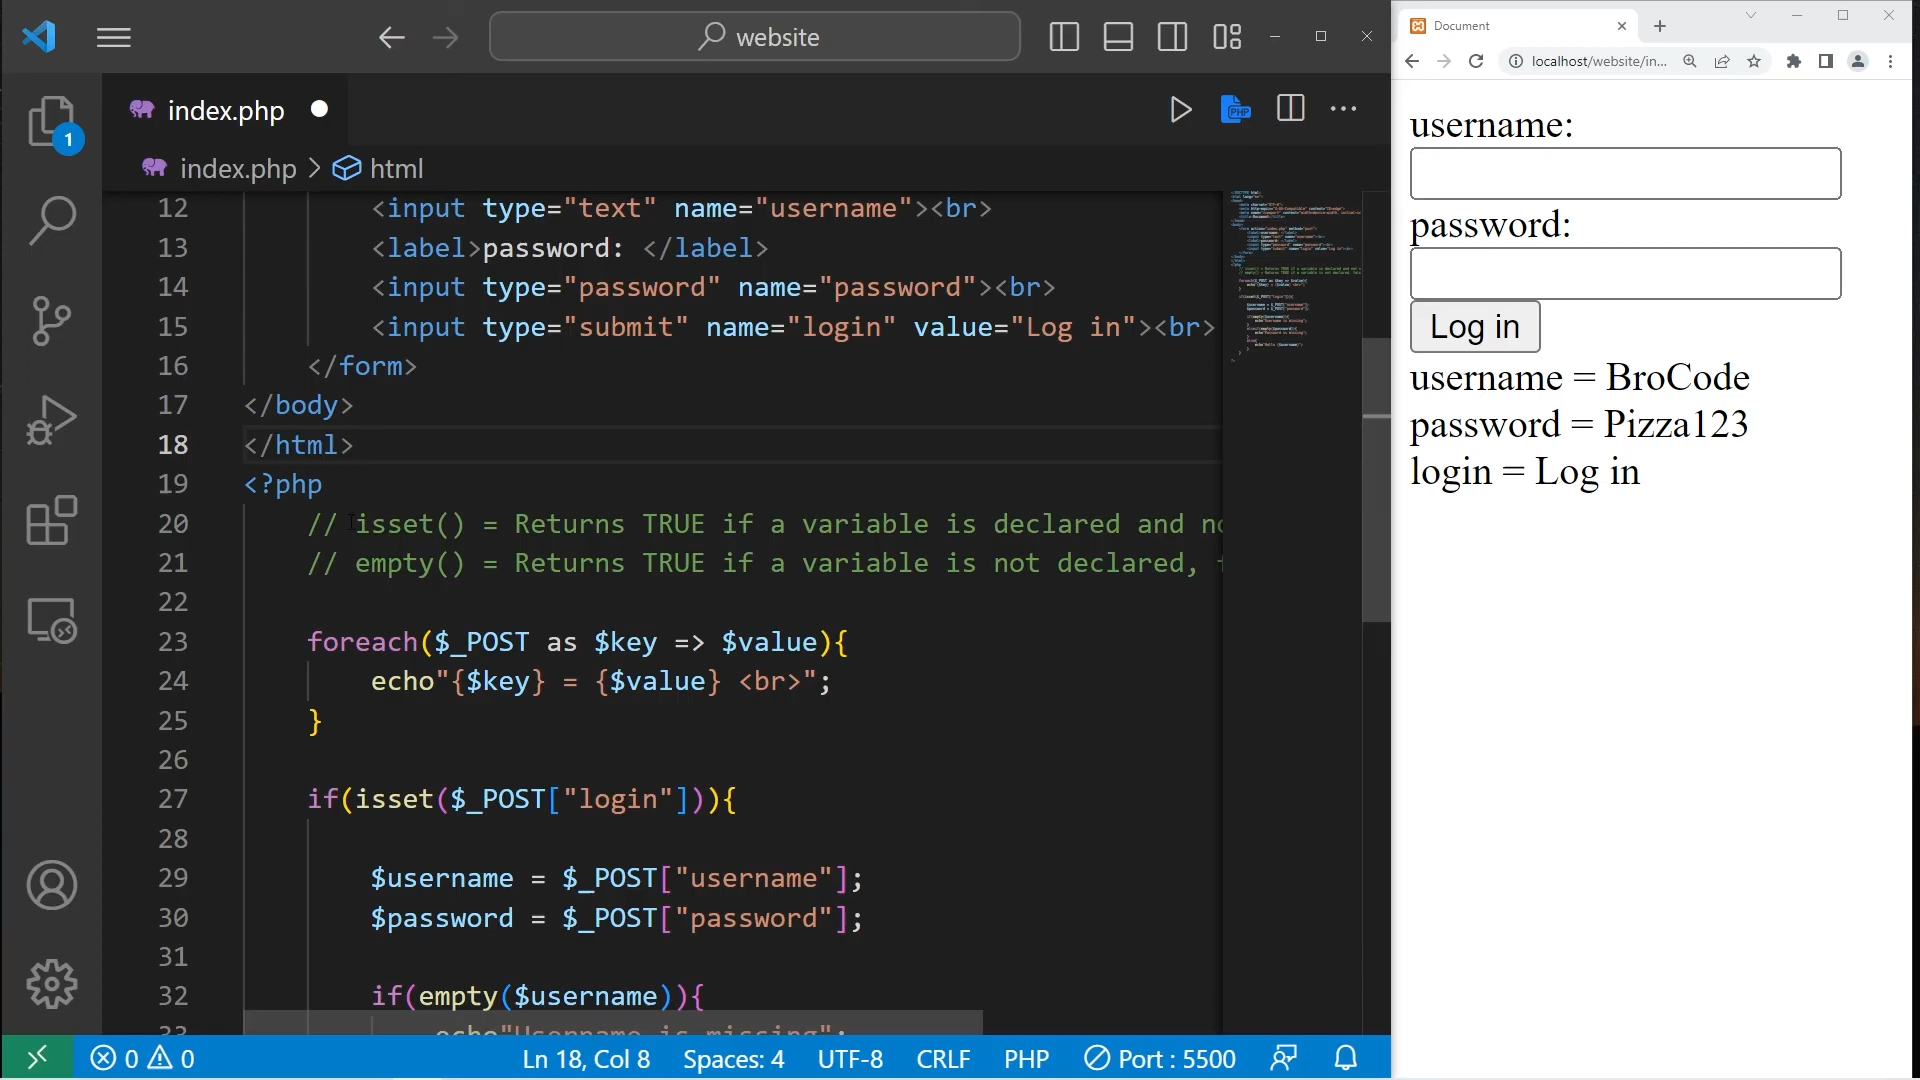 website
index.php
1
index.php > html
12 <input type="text" name="username"><br>
13 <label>password: </label>
14 <input type="password" name="password"><br>
15 <input type="submit" name="login" value="Log in"><br>
16 </form>
17 </body>
18 </html>
19 <?php
20 // isset() = Returns TRUE if a variable is declared and
21 // empty() = Returns TRUE if a variable is not declared,
22
23 foreach($_POST as $key => $value){
24 echo"{$key} = {$value} <br>";
25 }
26
27 if(isset($_POST["login"])){
28
29 $username = $_POST["username"];
30 $password = $_POST["password"];
31
32 if(empty($username)){
33 echo"Username is missing";
0 0
Ln 18, Col 8 Spaces: 4 UTF-8 CRLF PHP Port : 5500
Document
localhost/website/in...
username:
password:
Log in
username = BroCode
password = Pizza123
login = Log in